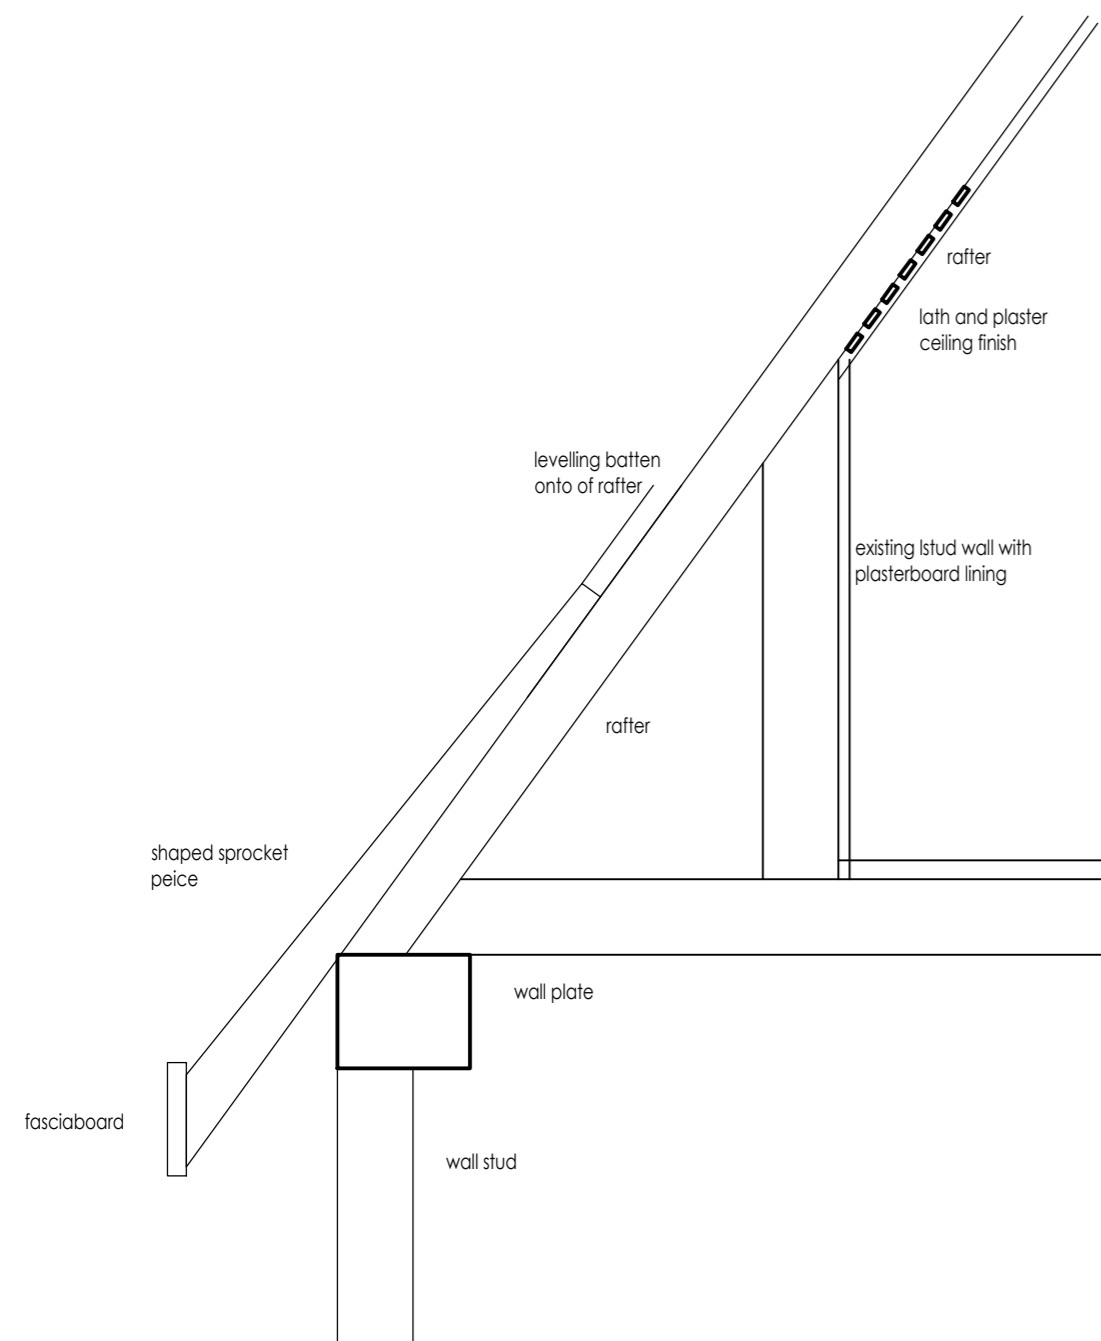 rafter
lath and plaster
ceiling finish
levelling batten
onto of rafter
existing lstud wall with
plasterboard lining
rafter
shaped sprocket
peice
wall plate
fasciaboard
wall stud